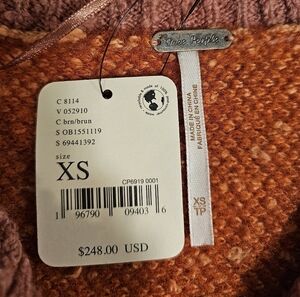 C 8114
V 052910
C brn/brun
S OB1551119
S 69441392
size
XS
CP6919 0001
1 96790 09403 6
$248.00 USD
Free People
MADE IN CHINA
FABRIQUÉ EN CHINE
XS
TP